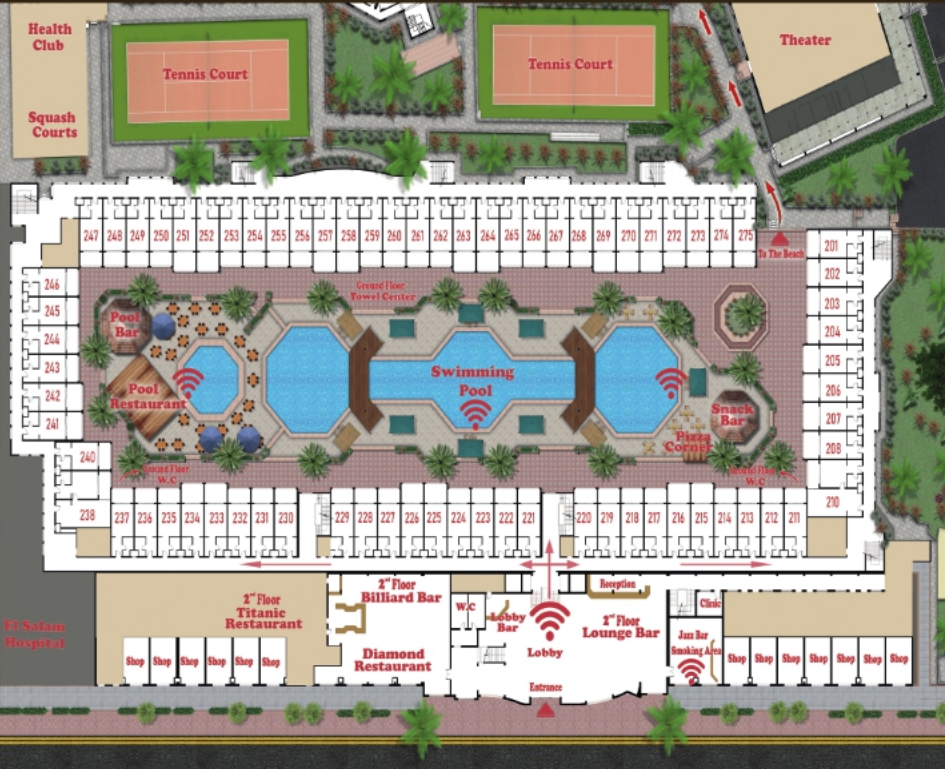 Health
Club
Squash
Courts
Tennis Court
Tennis Court
Theater
To The Beach
247 248 249 250 251 252 253 254 255 256 257 258 259 260 261 262 263 264 265 266 267 268 269 270 271 272 273 274 275
201
202
203
204
205
206
207
208
210
246
245
244
243
242
241
240
238
Ground Floor
Towel Center
Pool
Bar
Pool
Restaurant
Swimming
Pool
Snack
Bar
Pizza
Corner
Ground Floor
W.C
Ground Floor
W.C
237 236 235 234 233 232 231 230
229 228 227 226 225 224 223 222 221
220 219 218 217 216 215 214 213 212 211
El Salam
Hospital
2nd Floor
Titanic
Restaurant
Shop Shop Shop Shop Shop Shop
2nd Floor
Billiard Bar
Diamond
Restaurant
W.C
Lobby
Bar
Lobby
Entrance
Reception
2nd Floor
Lounge Bar
Clinic
Jazz Bar
Smoking Area
Shop Shop Shop Shop Shop Shop Shop